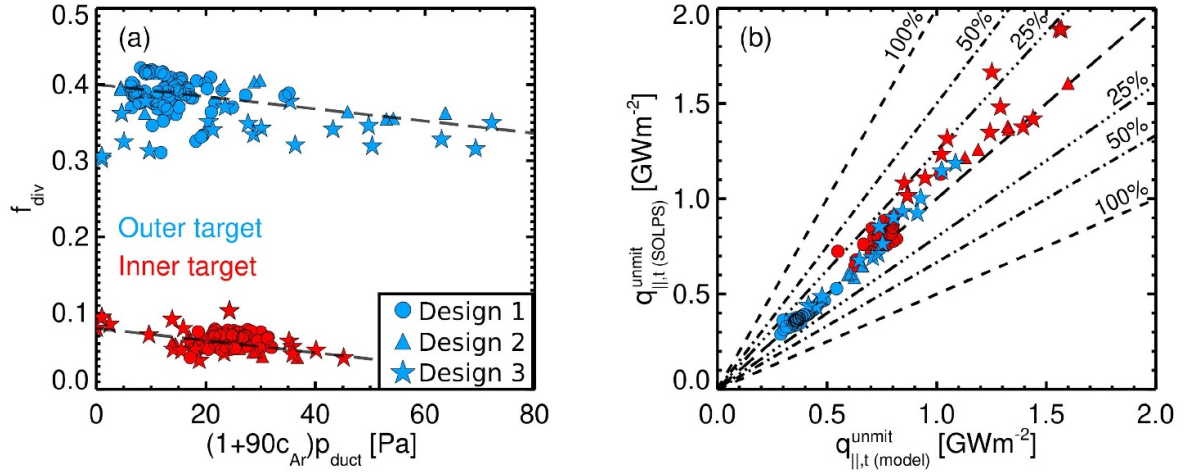 (a)
0.5
0.4
0.3
0.2
0.1
0.0
f_div
Outer target
Inner target
Design 1
Design 2
Design 3
0 20 40 60 80
(1+90c_Ar)p_duct [Pa]
(b)
100%
50%
25%
25%
50%
100%
2.0
1.5
1.0
0.5
0.0
q^unmit_||,t (SOLPS) [GWm⁻²]
0.0 0.5 1.0 1.5 2.0
q^unmit_||,t (model) [GWm⁻²]